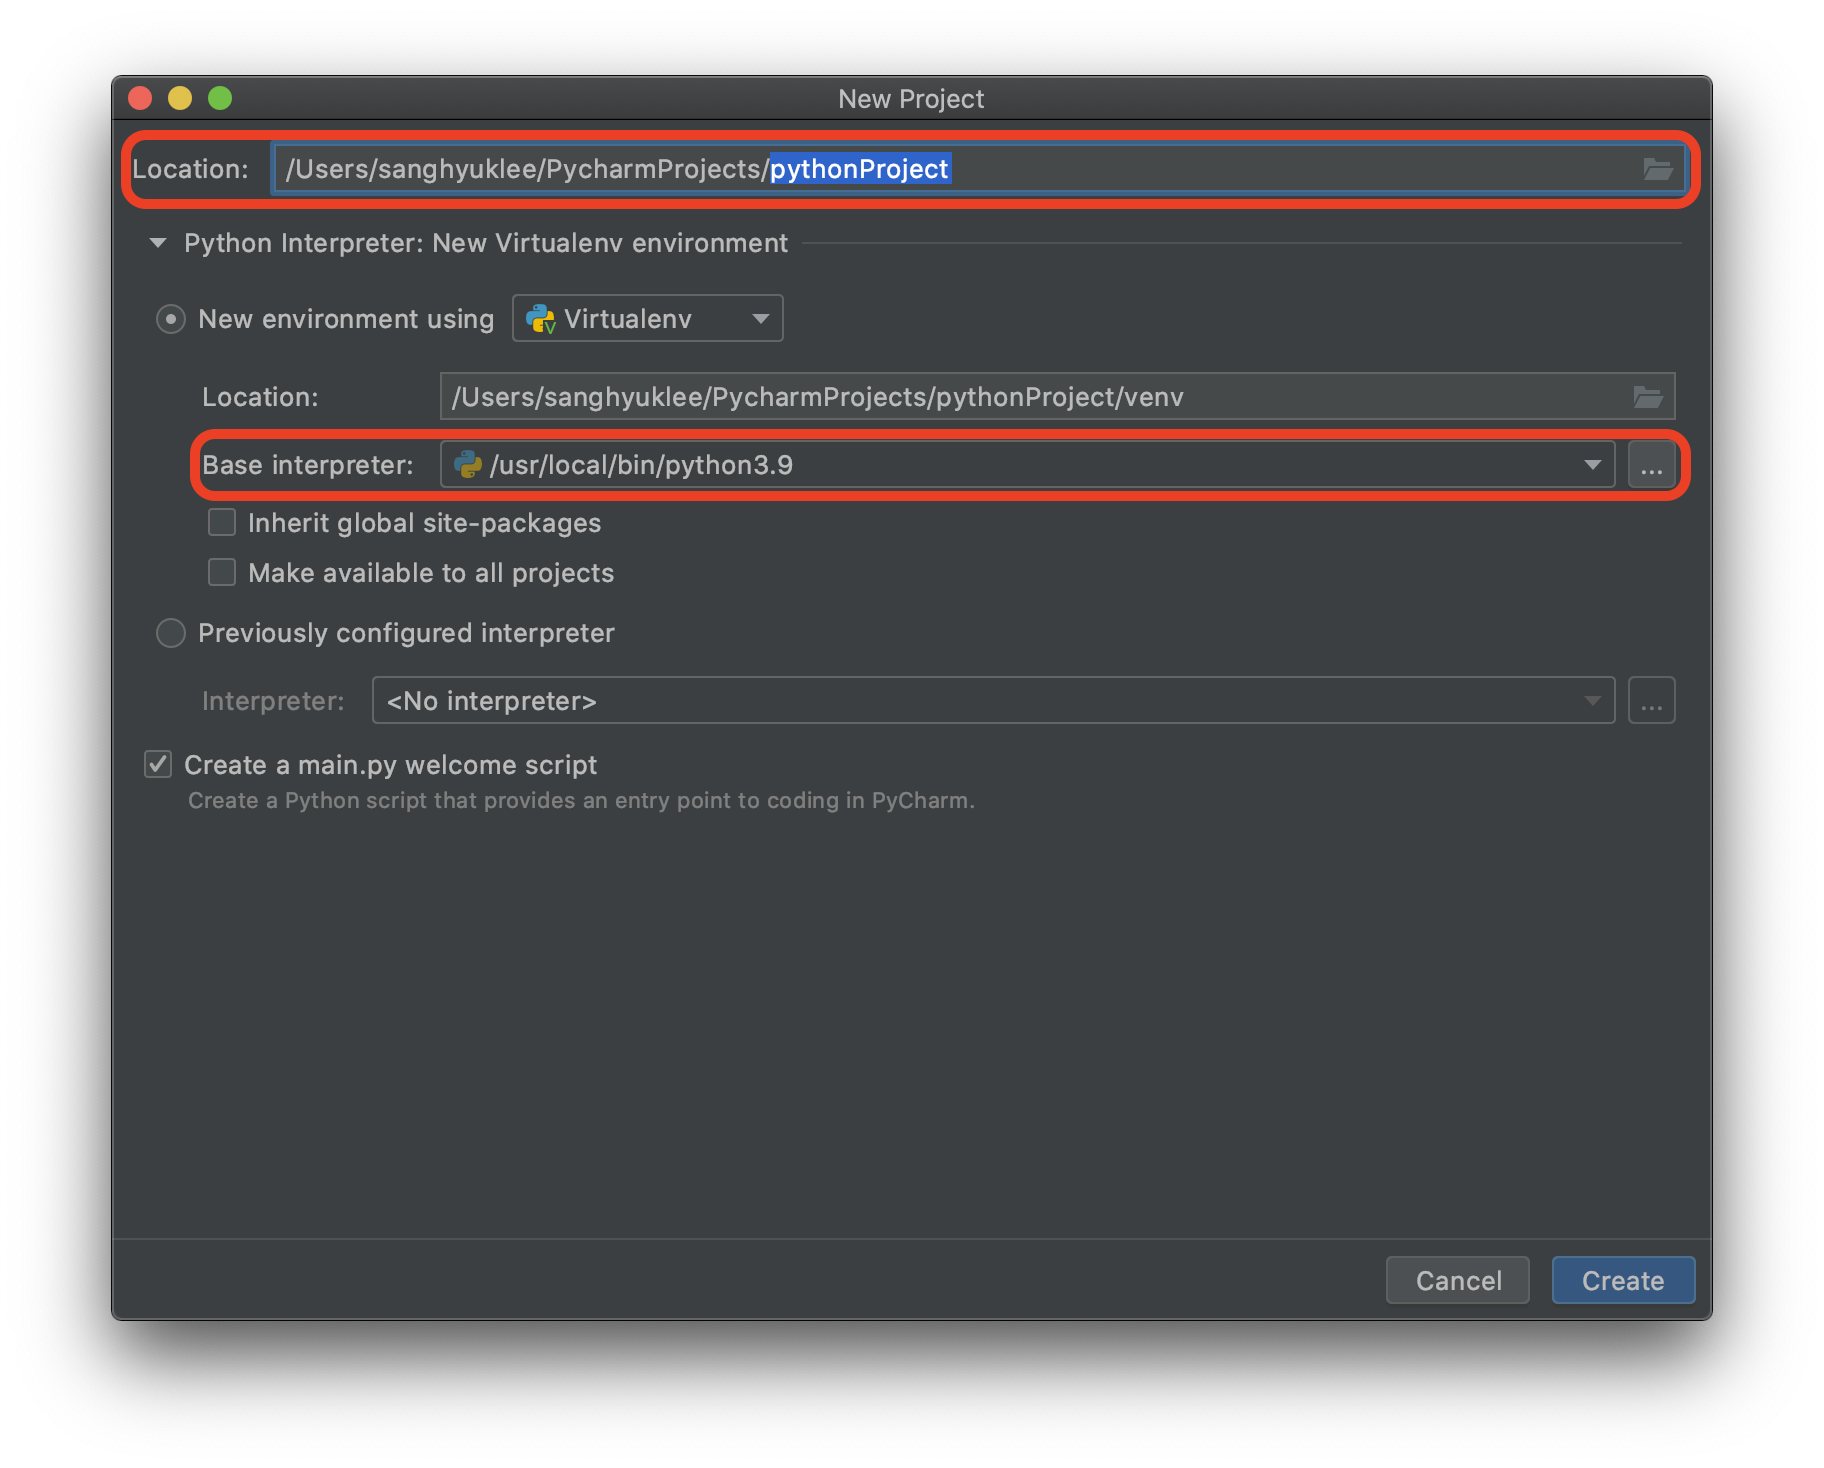 New Project
Location: /Users/sanghyuklee/PycharmProjects/pythonProject
Python Interpreter: New Virtualenv environment
New environment using Virtualenv
Location: /Users/sanghyuklee/PycharmProjects/pythonProject/venv
Base interpreter: /usr/local/bin/python3.9 ...
Inherit global site-packages
Make available to all projects
Previously configured interpreter
Interpreter: <No interpreter> ...
Create a main.py welcome script
Create a Python script that provides an entry point to coding in PyCharm.
Cancel Create